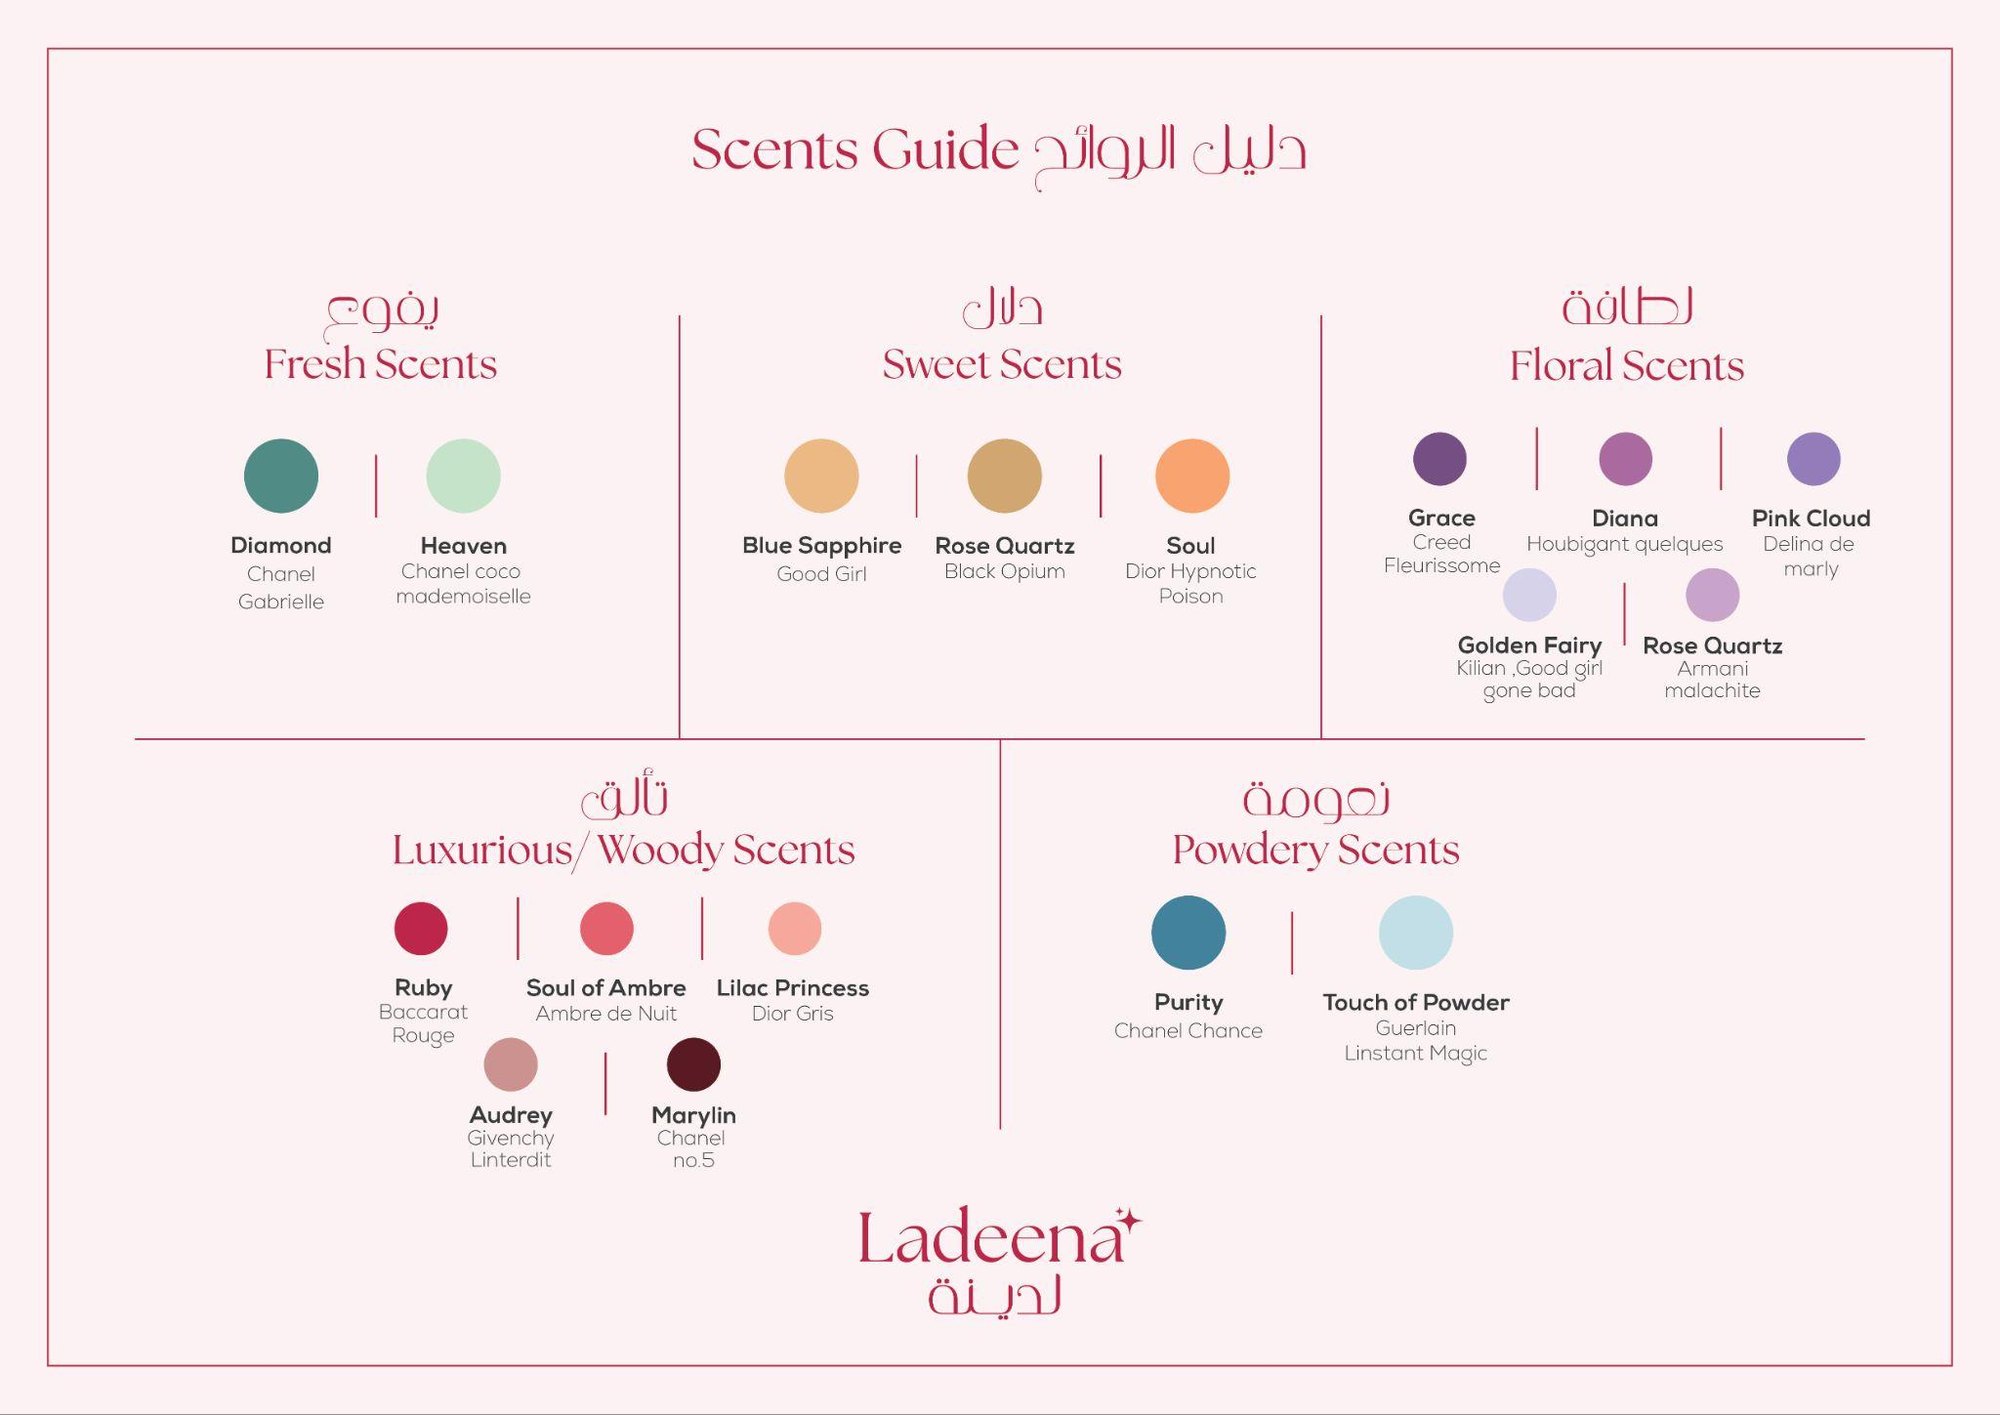 Scents Guide دليل الروائح
يفوع
Fresh Scents
Diamond
Chanel
Gabrielle
Heaven
Chanel coco
mademoiselle
دلال
Sweet Scents
Blue Sapphire
Good Girl
Rose Quartz
Black Opium
Soul
Dior Hypnotic
Poison
لطافة
Floral Scents
Grace
Creed
Fleurissome
Diana
Houbigant quelques
Pink Cloud
Delina de
marly
Golden Fairy
Kilian ,Good girl
gone bad
Rose Quartz
Armani
malachite
تألق
Luxurious/ Woody Scents
Ruby
Baccarat
Rouge
Soul of Ambre
Ambre de Nuit
Lilac Princess
Dior Gris
Audrey
Givenchy
Linterdit
Marylin
Chanel
no.5
نعومة
Powdery Scents
Purity
Chanel Chance
Touch of Powder
Guerlain
Linstant Magic
Ladeena
لدينة